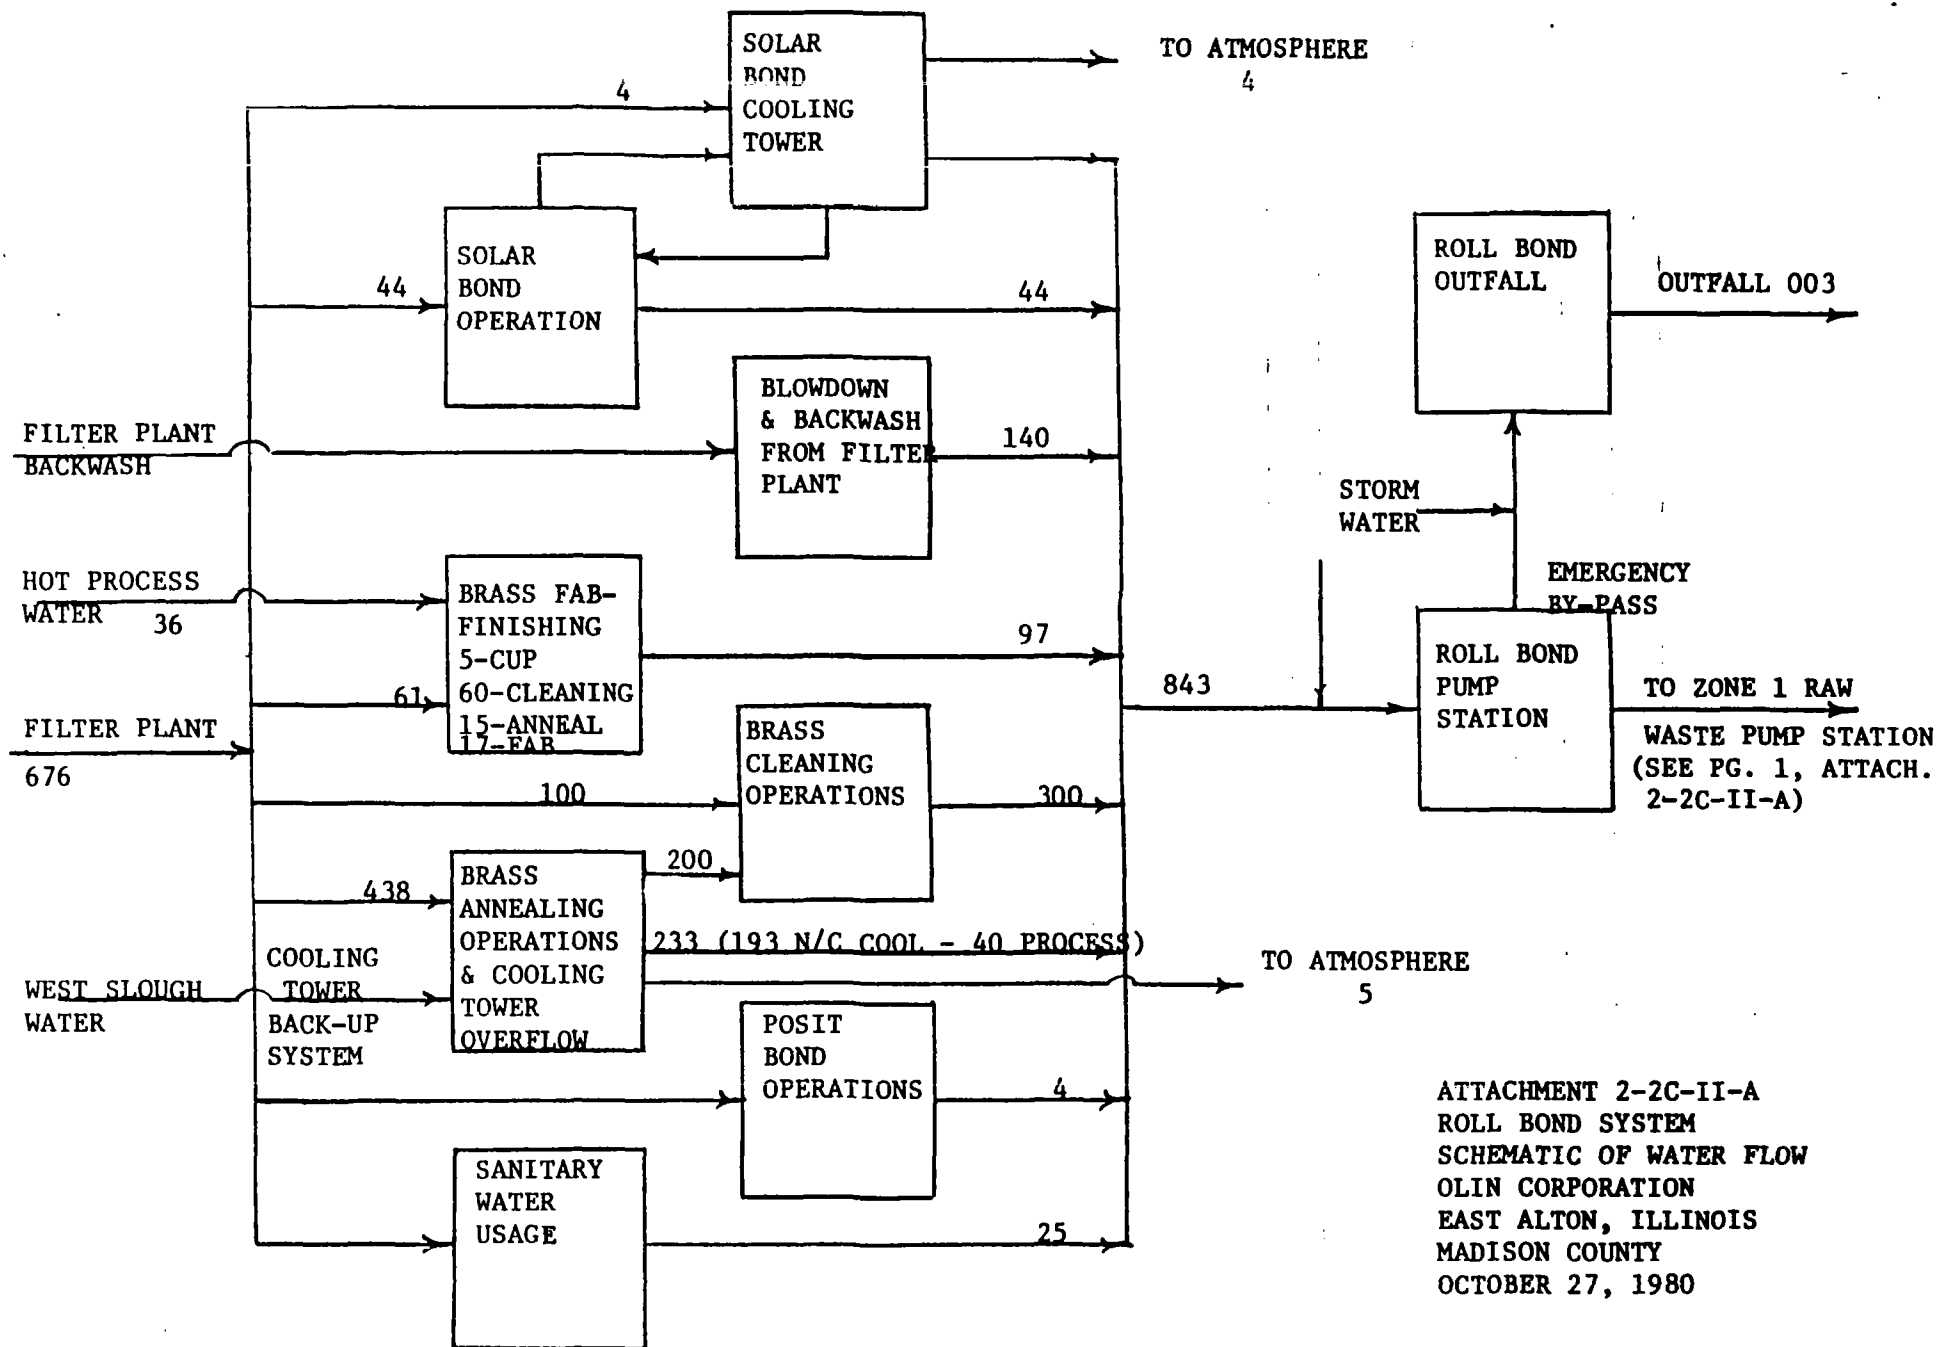 SOLAR
BOND
COOLING
TOWER
TO ATMOSPHERE
4
4
SOLAR
BOND
OPERATION
44
44
ROLL BOND
OUTFALL
OUTFALL 003
BLOWDOWN
& BACKWASH
FROM FILTER
PLANT
FILTER PLANT
BACKWASH
140
STORM
WATER
HOT PROCESS
WATER 36
BRASS FAB-
FINISHING
5-CUP
60-CLEANING
15-ANNEAL
17-FAB
97
61
EMERGENCY
BY-PASS
ROLL BOND
PUMP
STATION
843
TO ZONE 1 RAW
WASTE PUMP STATION
(SEE PG. 1, ATTACH.
2-2C-II-A)
FILTER PLANT
676
BRASS
CLEANING
OPERATIONS
100
300
200
438
BRASS
ANNEALING
OPERATIONS
& COOLING
TOWER
OVERFLOW
233 (193 N/C COOL - 40 PROCESS)
TO ATMOSPHERE
5
WEST SLOUGH
WATER
COOLING
TOWER
BACK-UP
SYSTEM
POSIT
BOND
OPERATIONS
4
SANITARY
WATER
USAGE
25
ATTACHMENT 2-2C-II-A
ROLL BOND SYSTEM
SCHEMATIC OF WATER FLOW
OLIN CORPORATION
EAST ALTON, ILLINOIS
MADISON COUNTY
OCTOBER 27, 1980